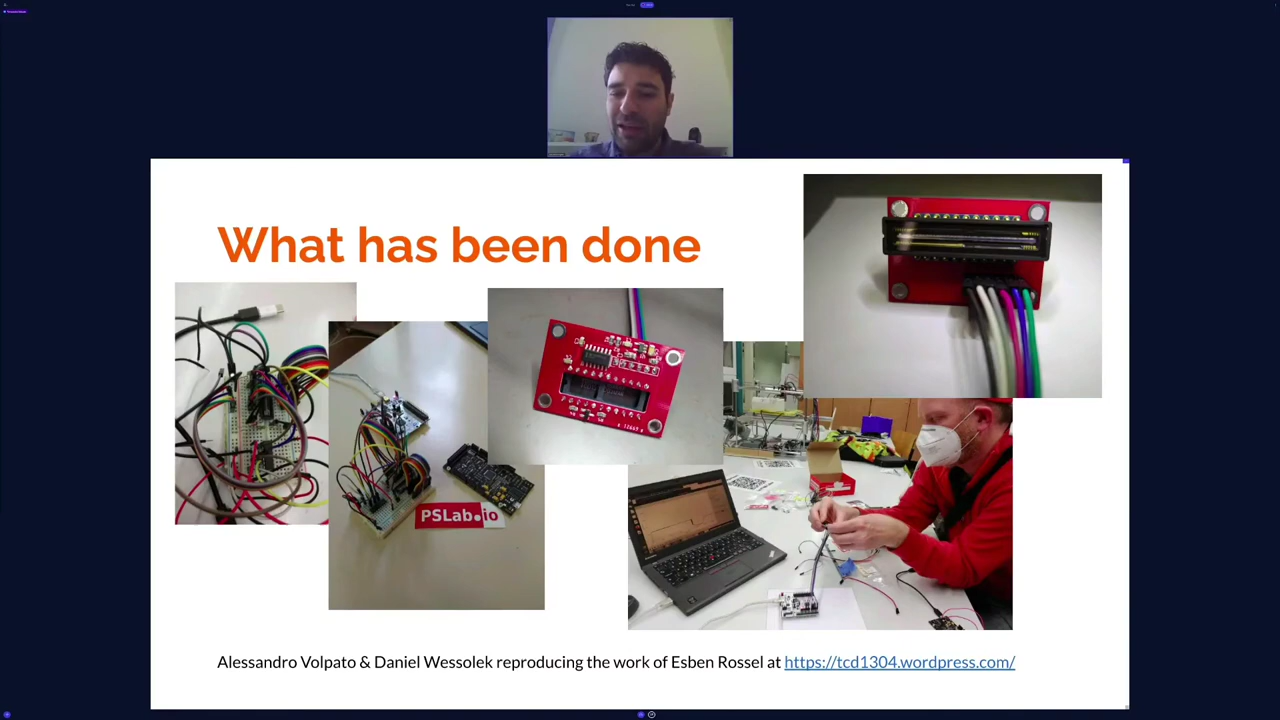 What has been done
PSLab.io
Alessandro Volpato & Daniel Wessolek reproducing the work of Esben Rossel at https://tcd1304.wordpress.com/